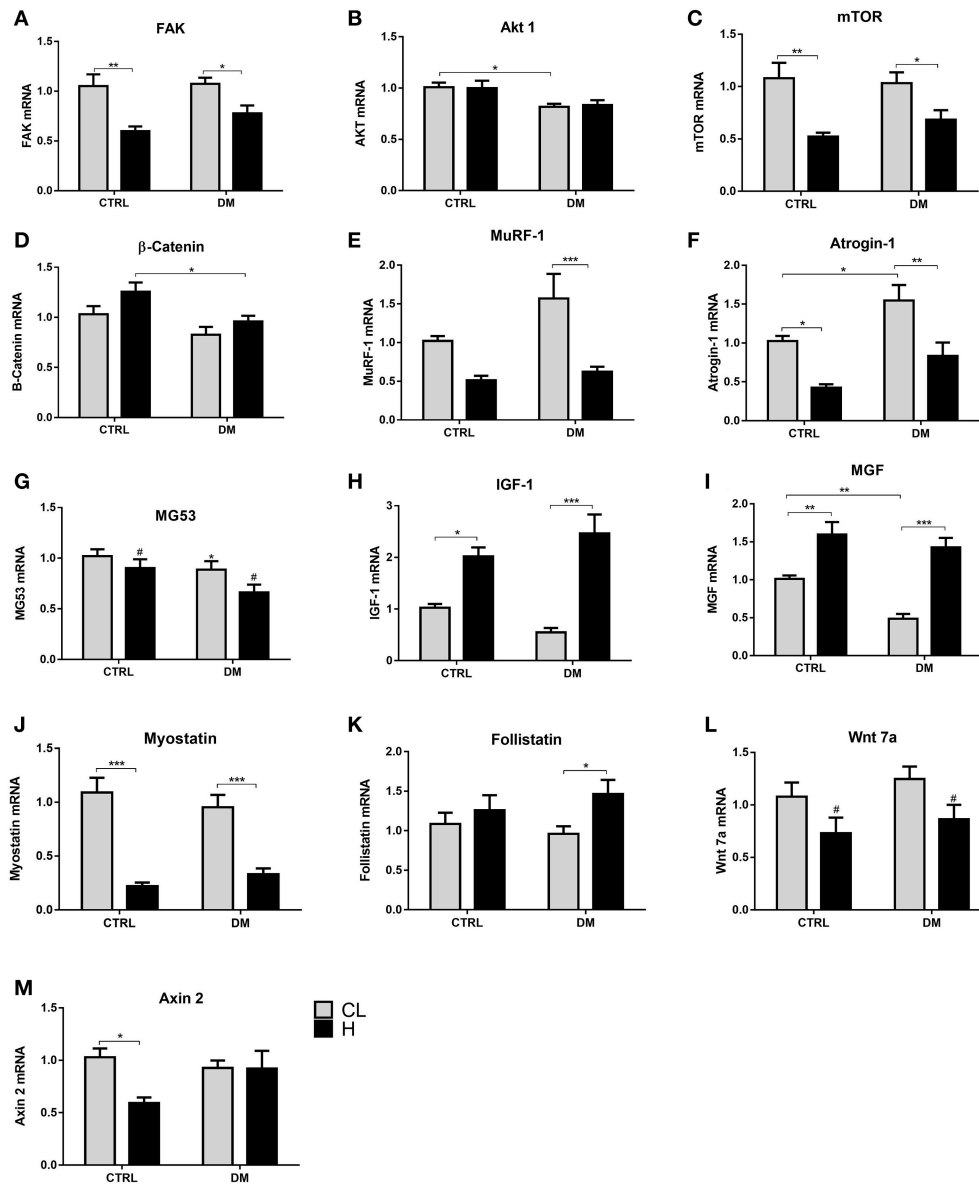 A
FAK
FAK mRNA
1.5
1.0
0.5
0.0
**
*
CTRL
DM
B
Akt 1
AKT mRNA
1.5
1.0
0.5
0.0
*
CTRL
DM
C
mTOR
mTOR mRNA
1.5
1.0
0.5
0.0
**
*
CTRL
DM
D
β-Catenin
B-Catenin mRNA
1.5
1.0
0.5
0.0
*
CTRL
DM
E
MuRF-1
MuRF-1 mRNA
2.0
1.5
1.0
0.5
0.0
***
CTRL
DM
F
Atrogin-1
Atrogin-1 mRNA
2.0
1.5
1.0
0.5
0.0
*
*
**
CTRL
DM
G
MG53
MG53 mRNA
1.5
1.0
0.5
0.0
#
*
#
CTRL
DM
H
IGF-1
IGF-1 mRNA
3
2
1
0
*
***
CTRL
DM
I
MGF
MGF mRNA
2.0
1.5
1.0
0.5
0.0
**
**
***
CTRL
DM
J
Myostatin
Myostatin mRNA
1.5
1.0
0.5
0.0
***
***
CTRL
DM
K
Follistatin
Follistatin mRNA
2.0
1.5
1.0
0.5
0.0
*
CTRL
DM
L
Wnt 7a
Wnt 7a mRNA
1.5
1.0
0.5
0.0
#
#
CTRL
DM
M
Axin 2
Axin 2 mRNA
1.5
1.0
0.5
0.0
*
CTRL
DM
CL
H